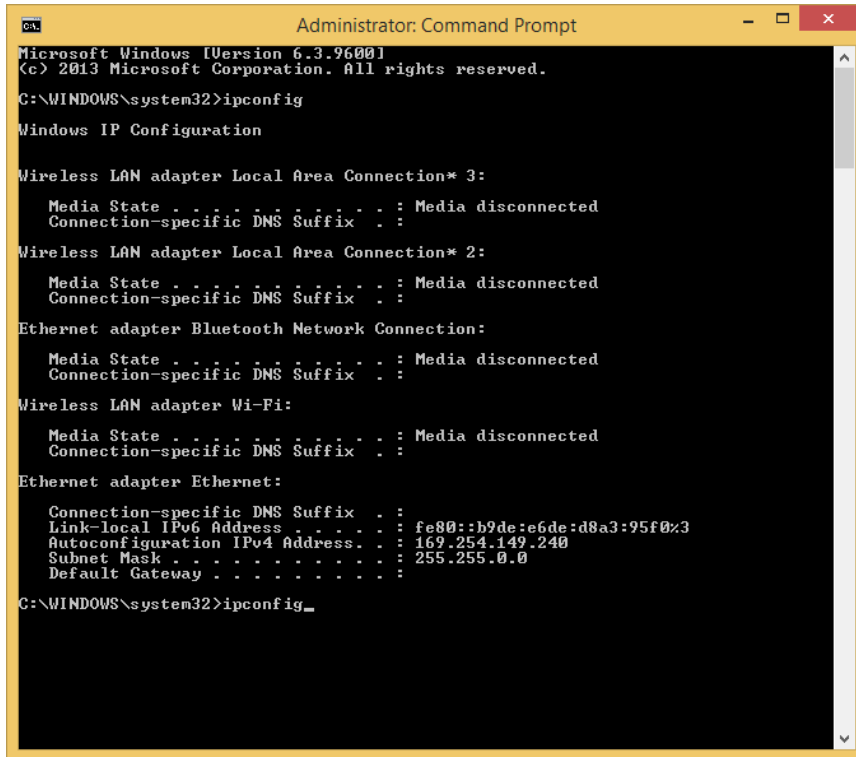 Administrator: Command Prompt
Microsoft Windows [Version 6.3.9600]
(c) 2013 Microsoft Corporation. All rights reserved.
C:\WINDOWS\system32>ipconfig
Windows IP Configuration
Wireless LAN adapter Local Area Connection* 3:
Media State . . . . . . . . . . . : Media disconnected
Connection-specific DNS Suffix  . :
Wireless LAN adapter Local Area Connection* 2:
Media State . . . . . . . . . . . : Media disconnected
Connection-specific DNS Suffix  . :
Ethernet adapter Bluetooth Network Connection:
Media State . . . . . . . . . . . : Media disconnected
Connection-specific DNS Suffix  . :
Wireless LAN adapter Wi-Fi:
Media State . . . . . . . . . . . : Media disconnected
Connection-specific DNS Suffix  . :
Ethernet adapter Ethernet:
Connection-specific DNS Suffix  . :
Link-local IPv6 Address . . . . . : fe80::b9de:e6de:d8a3:95f0%3
Autoconfiguration IPv4 Address. . : 169.254.149.240
Subnet Mask . . . . . . . . . . . : 255.255.0.0
Default Gateway . . . . . . . . . :
C:\WINDOWS\system32>ipconfig_